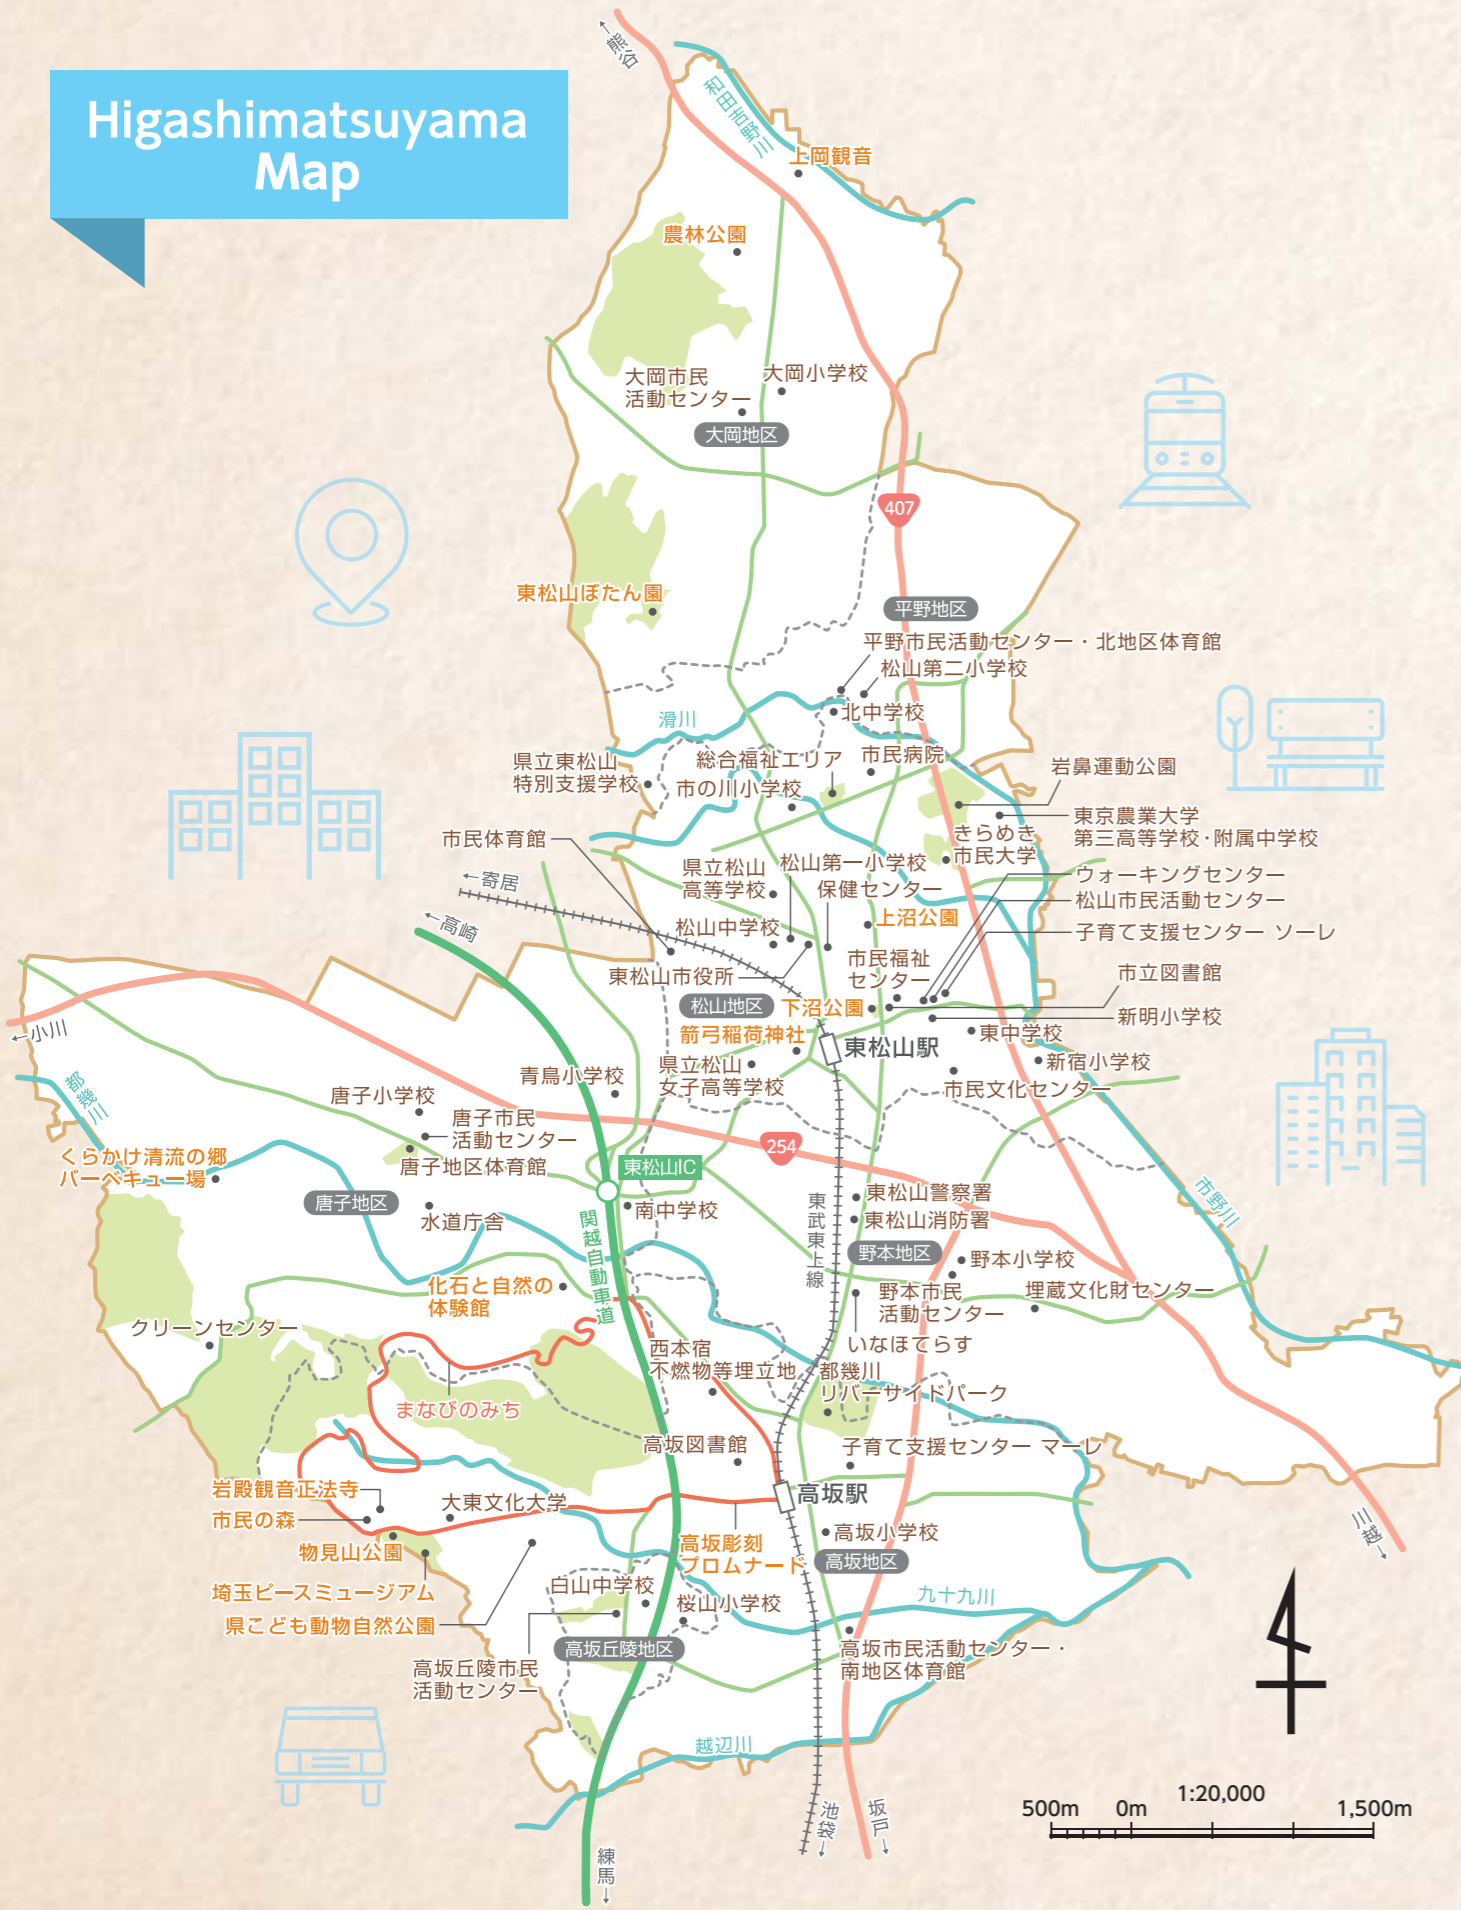 Higashimatsuyama
Map
←熊谷
和田吉野川
上岡観音
農林公園
大岡市民
活動センター
大岡小学校
大岡地区
407
東松山ぼたん園
平野地区
平野市民活動センター・北地区体育館
松山第二小学校
北中学校
滑川
県立東松山
特別支援学校
総合福祉エリア
市民病院
市の川小学校
岩鼻運動公園
東京農業大学
第三高等学校・附属中学校
きらめき
市民大学
市民体育館
県立松山
高等学校
松山第一小学校
保健センター
ウォーキングセンター
松山市民活動センター
子育て支援センター ソーレ
←寄居
←高崎
松山中学校
上沼公園
東松山市役所
市民福祉
センター
市立図書館
松山地区
下沼公園
新明小学校
箭弓稲荷神社
東松山駅
東中学校
←小川
県立松山
女子高等学校
新宿小学校
市民文化センター
都幾川
青鳥小学校
唐子小学校
唐子市民
活動センター
唐子地区体育館
くらかけ清流の郷
バーベキュー場
254
東松山IC
唐子地区
水道庁舎
南中学校
東武東上線
東松山警察署
東松山消防署
市野川
関越自動車道
野本地区
野本小学校
化石と自然の
体験館
野本市民
活動センター
埋蔵文化財センター
クリーンセンター
いなほてらす
西本宿
不燃物等埋立地
都幾川
リバーサイドパーク
まなびのみち
高坂図書館
子育て支援センター マーレ
岩殿観音正法寺
市民の森
大東文化大学
高坂駅
川越→
物見山公園
高坂彫刻
プロムナード
高坂小学校
高坂地区
埼玉ピースミュージアム
白山中学校
桜山小学校
九十九川
県こども動物自然公園
高坂丘陵地区
高坂市民活動センター・
南地区体育館
高坂丘陵市民
活動センター
越辺川
池袋→
坂戸→
練馬→
1:20,000
500m 0m 1,500m